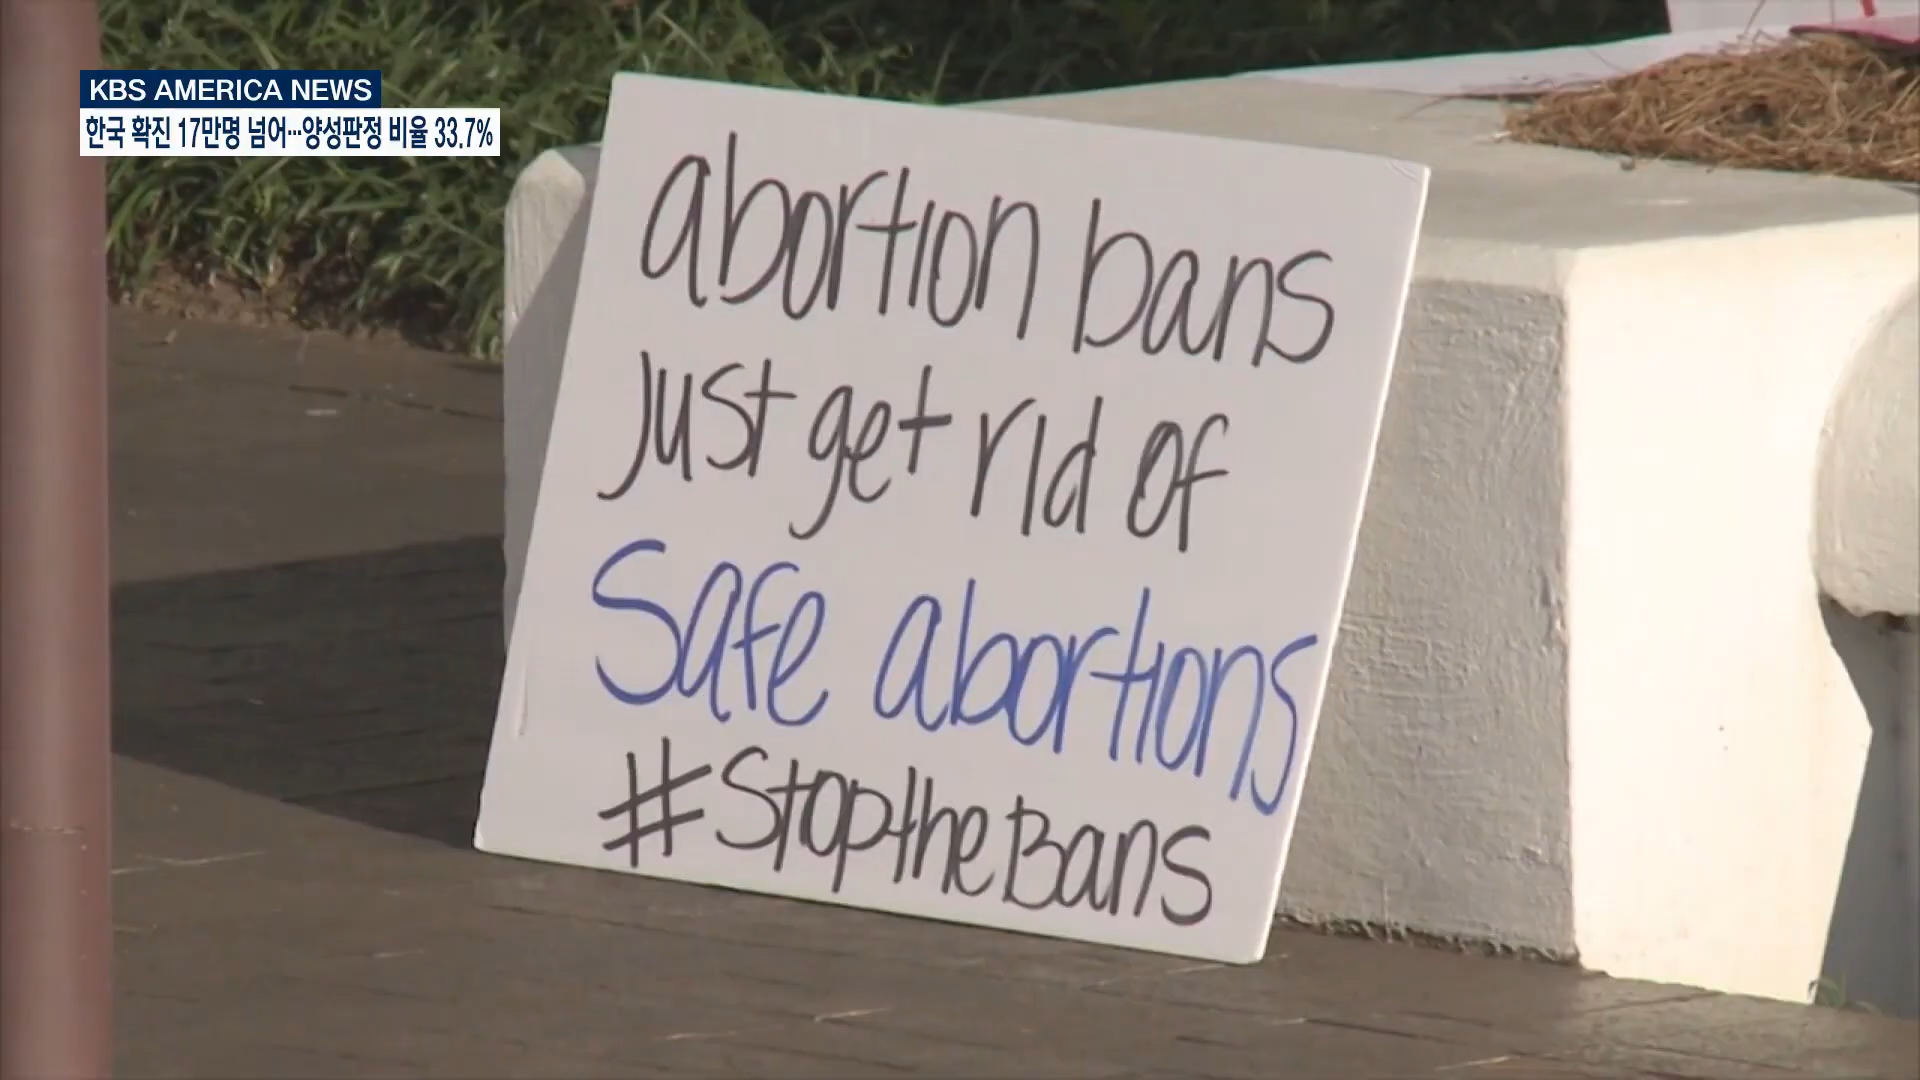 KBS AMERICA NEWS
한국 확진 17만명 넘어…양성판정 비율 33.7%
abortion bans
Just get rid of
Safe abortions
#StoptheBans